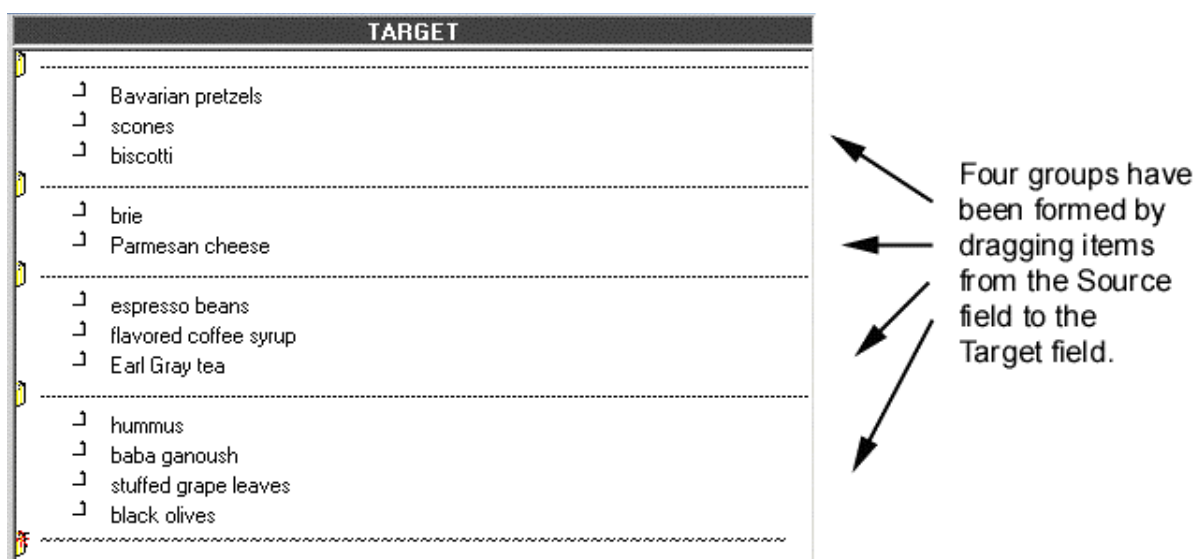 TARGET
Bavarian pretzels
scones
biscotti
brie
Parmesan cheese
espresso beans
flavored coffee syrup
Earl Gray tea
hummus
baba ganoush
stuffed grape leaves
black olives
Four groups have
been formed by
dragging items
from the Source
field to the
Target field.